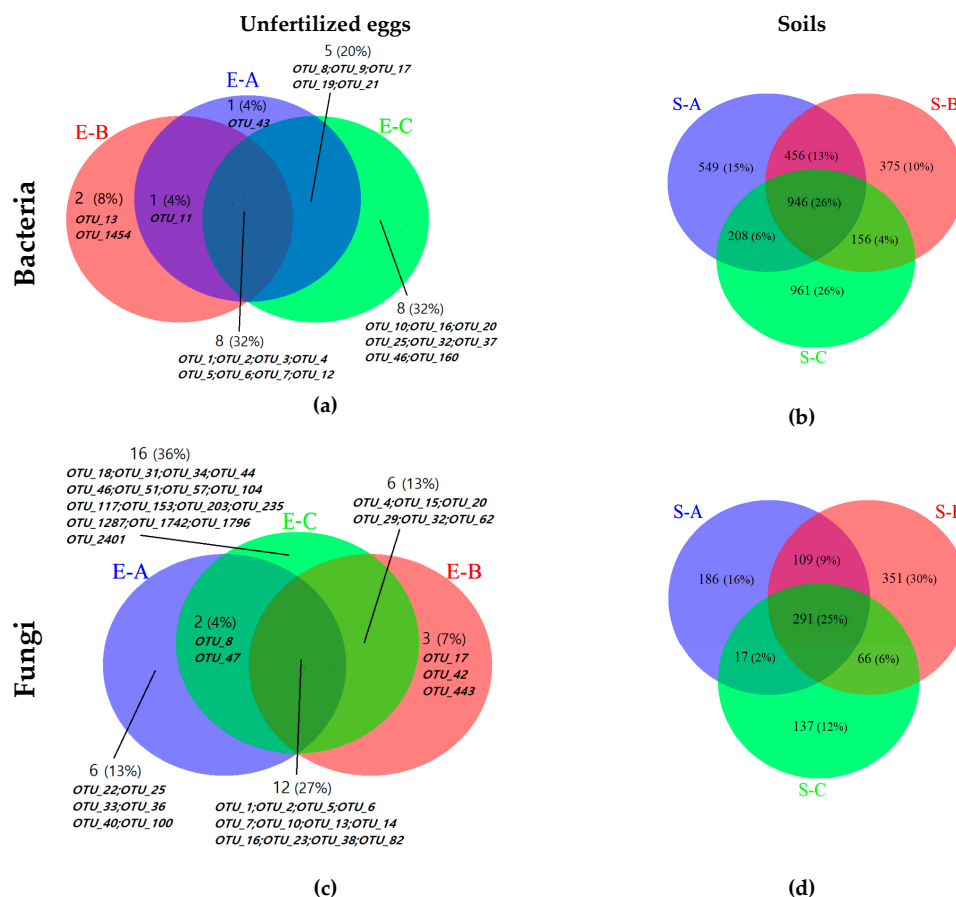 Unfertilized eggs
Soils
Bacteria
5 (20%)
OTU_8;OTU_9;OTU_17
OTU_19;OTU_21
E-A
1 (4%)
OTU_43
E-B
E-C
2 (8%)
OTU_13
OTU_1454
1 (4%)
OTU_11
8 (32%)
OTU_1;OTU_2;OTU_3;OTU_4
OTU_5;OTU_6;OTU_7;OTU_12
8 (32%)
OTU_10;OTU_16;OTU_20
OTU_25;OTU_32;OTU_37
OTU_46;OTU_160
(a)
S-A
S-B
549 (15%)
456 (13%)
375 (10%)
946 (26%)
208 (6%)
156 (4%)
961 (26%)
S-C
(b)
Fungi
16 (36%)
OTU_18;OTU_31;OTU_34;OTU_44
OTU_46;OTU_51;OTU_57;OTU_104
OTU_117;OTU_153;OTU_203;OTU_235
OTU_1287;OTU_1742;OTU_1796
OTU_2401
6 (13%)
OTU_4;OTU_15;OTU_20
OTU_29;OTU_32;OTU_62
E-C
E-A
E-B
2 (4%)
OTU_8
OTU_47
3 (7%)
OTU_17
OTU_42
OTU_443
6 (13%)
OTU_22;OTU_25
OTU_33;OTU_36
OTU_40;OTU_100
12 (27%)
OTU_1;OTU_2;OTU_5;OTU_6
OTU_7;OTU_10;OTU_13;OTU_14
OTU_16;OTU_23;OTU_38;OTU_82
(c)
S-A
186 (16%)
109 (9%)
351 (30%)
291 (25%)
17 (2%)
66 (6%)
137 (12%)
S-C
(d)